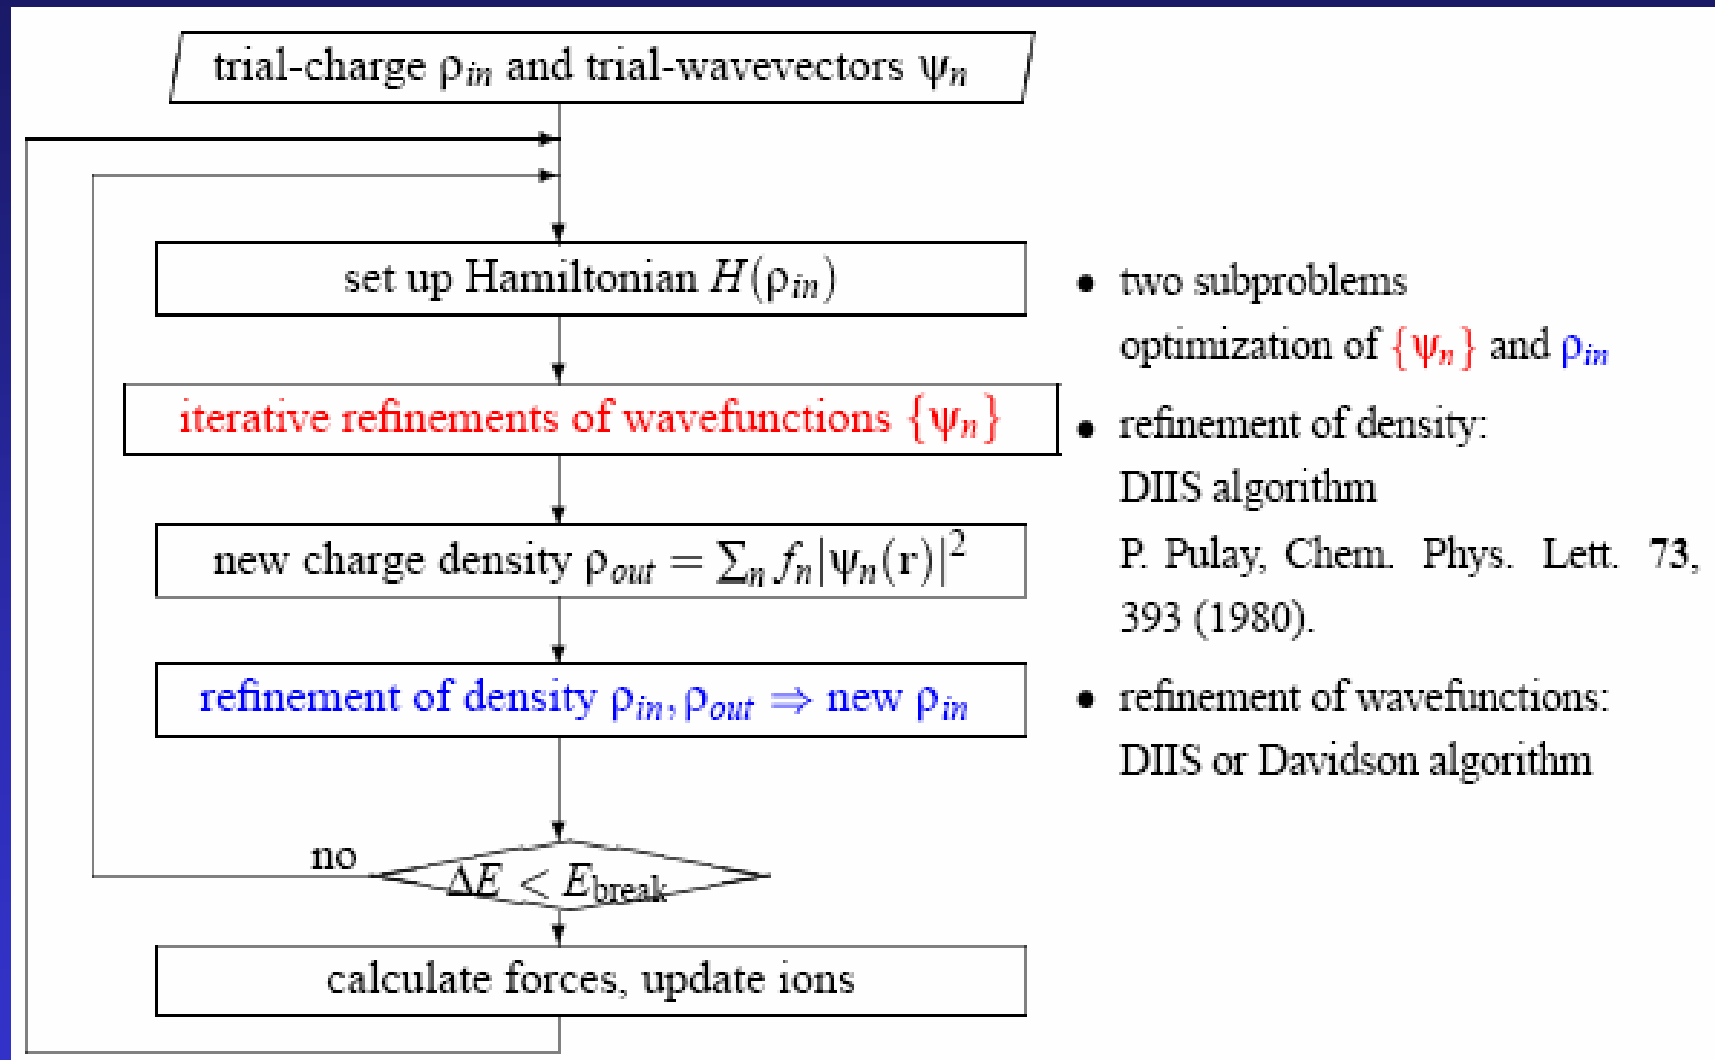 trial-charge ρin and trial-wavevectors ψn
set up Hamiltonian H(ρin)
iterative refinements of wavefunctions {ψn}
new charge density ρout = ∑n fn|ψn(r)|²
refinement of density ρin, ρout ⇒ new ρin
no
ΔE < Ebreak
calculate forces, update ions
• two subproblems
optimization of {ψn} and ρin
• refinement of density:
DIIS algorithm
P. Pulay, Chem. Phys. Lett. 73,
393 (1980).
• refinement of wavefunctions:
DIIS or Davidson algorithm